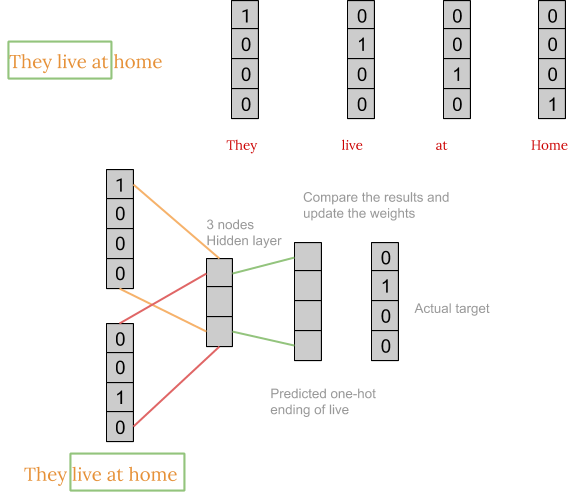 They live at home
1 0 0 0
0 1 0 0
0 0 1 0
0 0 0 1
They live at Home
Compare the results and
update the weights
3 nodes
Hidden layer
1
0
0
0
0
1
0
0
Actual target
0
0
1
0
Predicted one-hot
ending of live
They live at home